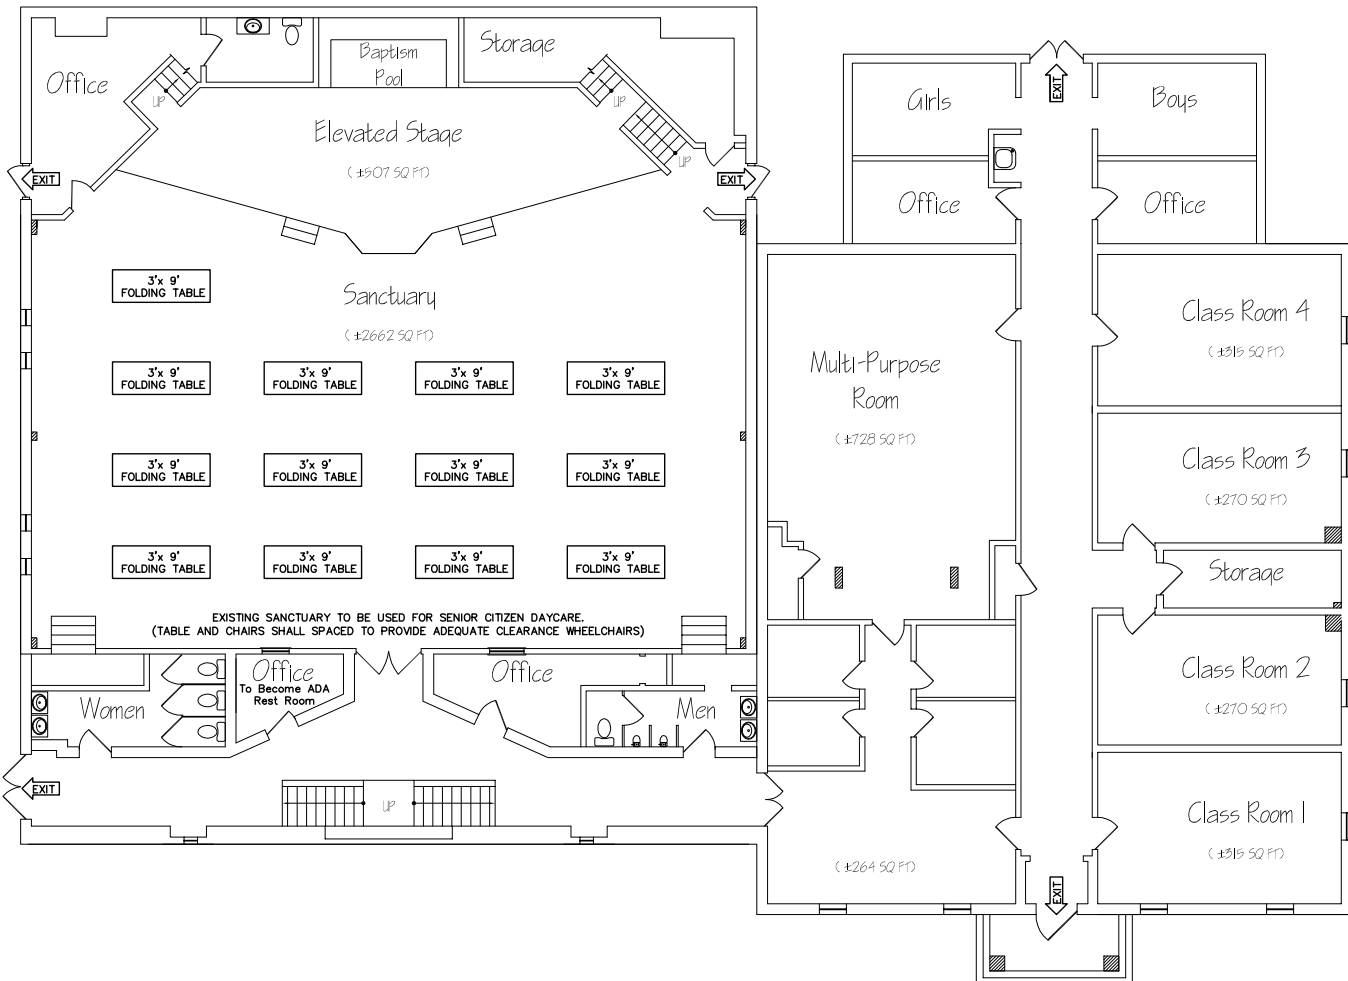 Office
UP
Baptism
Pool
Storage
UP
Elevated Stage
( ±507 SQ FT)
UP
EXIT
EXIT
3'x 9'
FOLDING TABLE
Sanctuary
( ±2662 SQ FT)
3'x 9'
FOLDING TABLE
3'x 9'
FOLDING TABLE
3'x 9'
FOLDING TABLE
3'x 9'
FOLDING TABLE
3'x 9'
FOLDING TABLE
3'x 9'
FOLDING TABLE
3'x 9'
FOLDING TABLE
3'x 9'
FOLDING TABLE
3'x 9'
FOLDING TABLE
3'x 9'
FOLDING TABLE
3'x 9'
FOLDING TABLE
3'x 9'
FOLDING TABLE
EXISTING SANCTUARY TO BE USED FOR SENIOR CITIZEN DAYCARE.
(TABLE AND CHAIRS SHALL SPACED TO PROVIDE ADEQUATE CLEARANCE WHEELCHAIRS)
Women
Office
To Become ADA
Rest Room
Office
Men
EXIT
UP
EXIT
Girls
Boys
Office
Office
Multi-Purpose
Room
( ±728 SQ FT)
Class Room 4
( ±315 SQ FT)
Class Room 3
( ±270 SQ FT)
Storage
Class Room 2
( ±270 SQ FT)
Class Room 1
( ±315 SQ FT)
( ±264 SQ FT)
EXIT